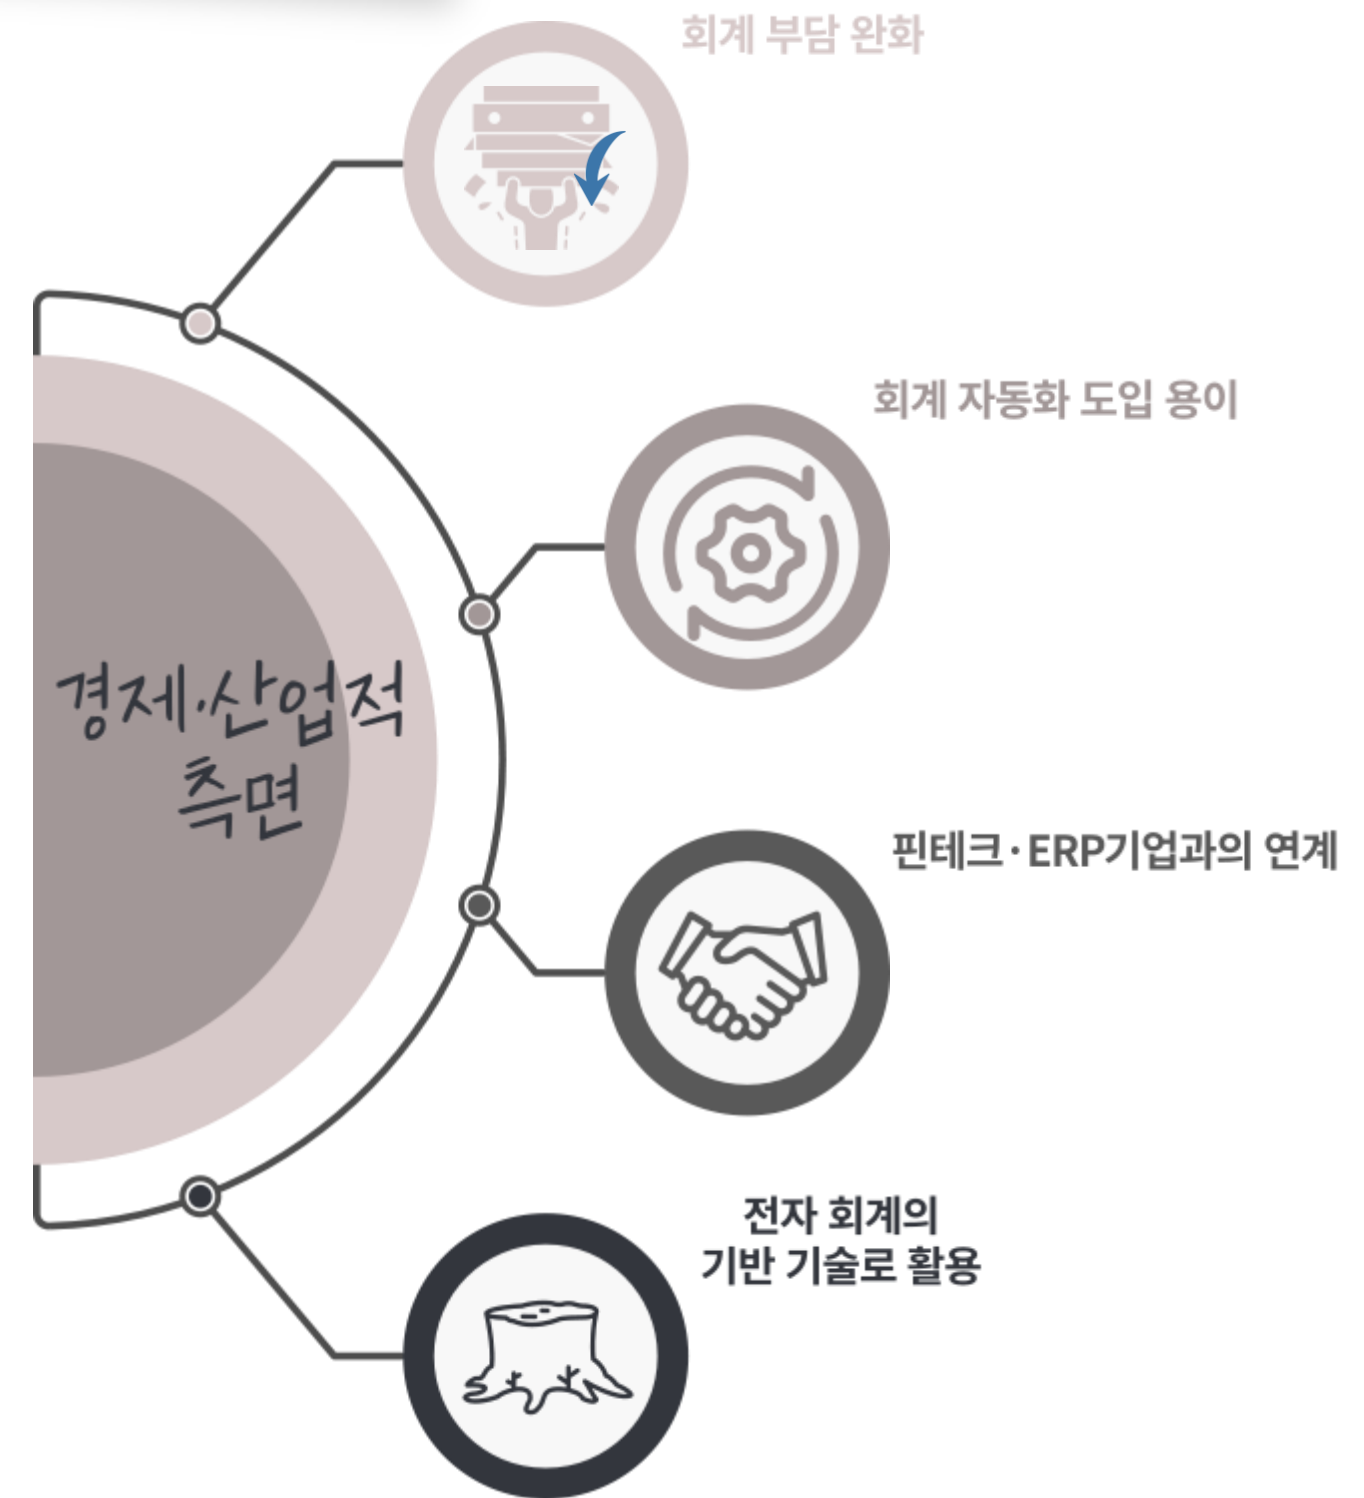 회계 부담 완화
회계 자동화 도입 용이
경제·산업적
측면
핀테크·ERP기업과의 연계
전자 회계의
기반 기술로 활용